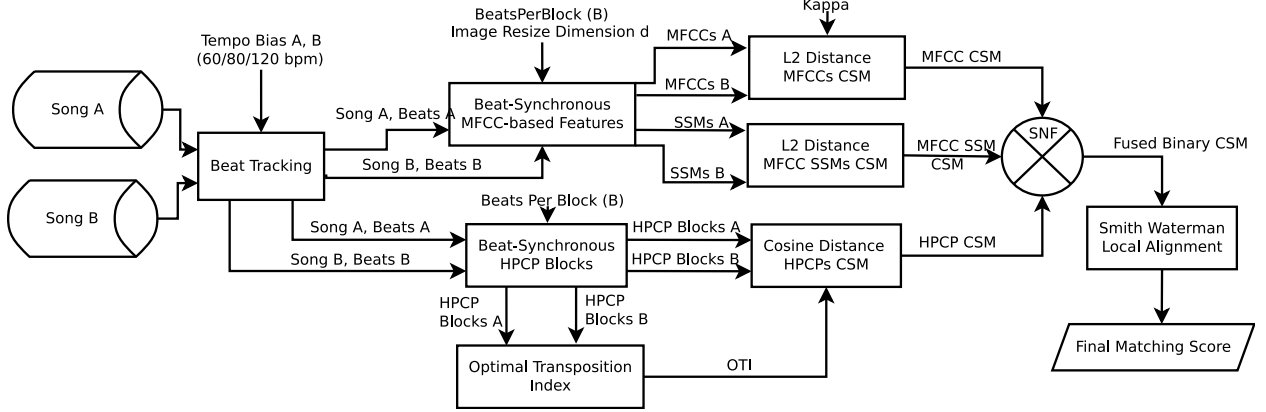 Kappa
BeatsPerBlock (B)
Image Resize Dimension d
MFCCs A
Tempo Bias A, B
(60/80/120 bpm)
L2 Distance
MFCCs CSM
MFCC CSM
MFCCs B
Song A
Song A, Beats A
Beat-Synchronous
MFCC-based Features
SSMs A
SNF
Beat Tracking
Song B, Beats B
L2 Distance
MFCC SSMs CSM
MFCC SSM
CSM
Fused Binary CSM
SSMs B
Song B
Beats Per Block (B)
Song A, Beats A
HPCP Blocks A
Beat-Synchronous
HPCP Blocks
Cosine Distance
HPCPs CSM
HPCP CSM
Smith Waterman
Local Alignment
Song B, Beats B
HPCP Blocks B
HPCP
Blocks A
HPCP
Blocks B
Final Matching Score
Optimal Transposition
Index
OTI